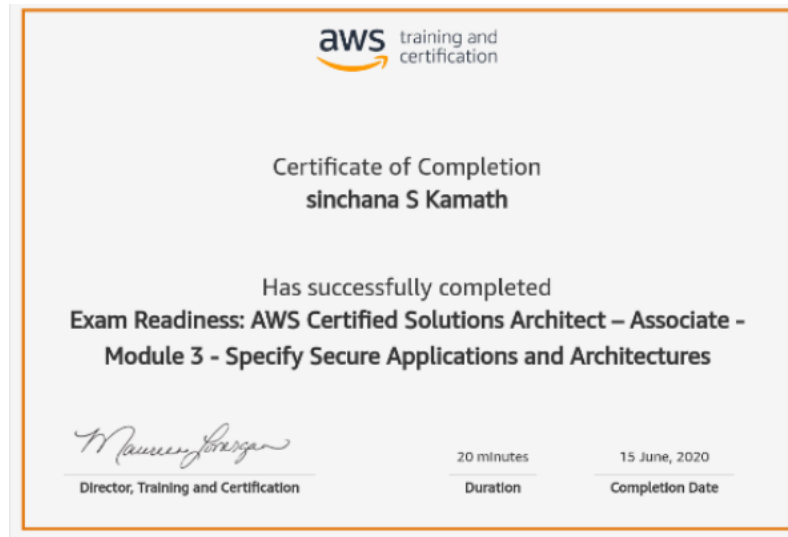 aws training and
certification
Certificate of Completion
sinchana S Kamath
Has successfully completed
Exam Readiness: AWS Certified Solutions Architect – Associate -
Module 3 - Specify Secure Applications and Architectures
Maureen Lonergan
20 minutes
15 June, 2020
Director, Training and Certification
Duration
Completion Date